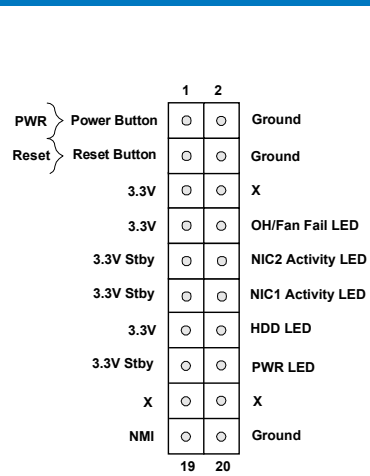 1 2
PWR Power Button Ground
Reset Reset Button Ground
3.3V X
3.3V OH/Fan Fail LED
3.3V Stby NIC2 Activity LED
3.3V Stby NIC1 Activity LED
3.3V HDD LED
3.3V Stby PWR LED
X X
NMI Ground
19 20